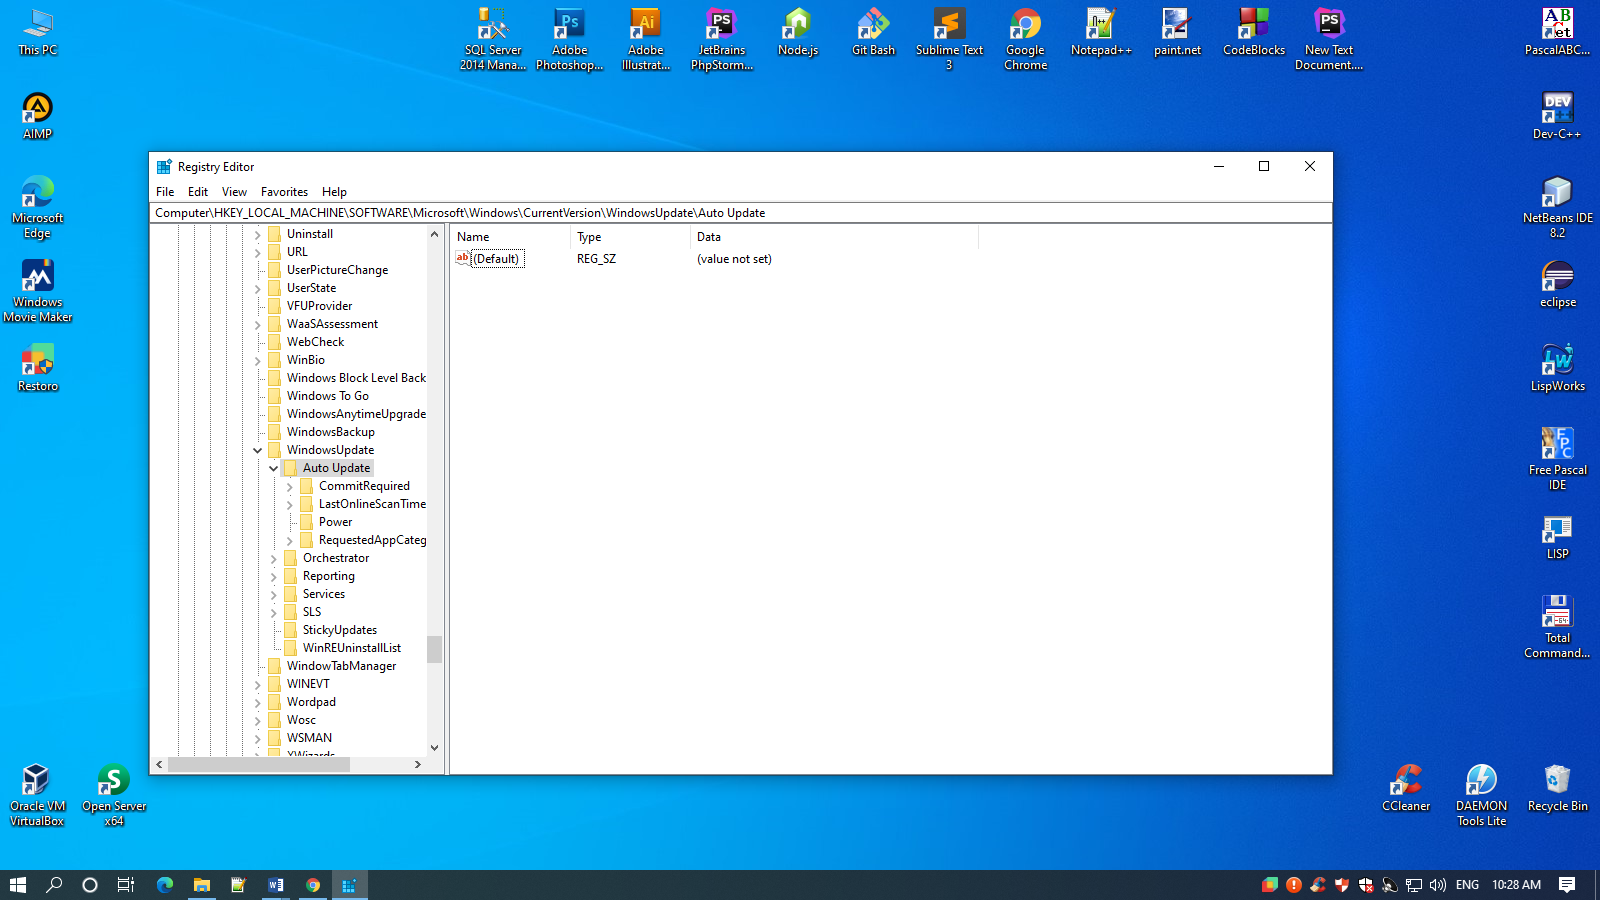 This PC
AIMP
Microsoft
Edge
Windows
Movie Maker
Restoro
SQL Server
2014 Mana...
Adobe
Photoshop...
Adobe
Illustrat...
JetBrains
PhpStorm...
Node.js
Git Bash
Sublime Text
3
Google
Chrome
Notepad++
paint.net
CodeBlocks
New Text
Document....
PascalABC...
Dev-C++
NetBeans IDE
8.2
eclipse
LispWorks
Free Pascal
IDE
LISP
Total
Command...
Registry Editor
File Edit View Favorites Help
Computer\HKEY_LOCAL_MACHINE\SOFTWARE\Microsoft\Windows\CurrentVersion\WindowsUpdate\Auto Update
Uninstall
URL
UserPictureChange
UserState
VFUProvider
WaaSAssessment
WebCheck
WinBio
Windows Block Level Back
Windows To Go
WindowsAnytimeUpgrade
WindowsBackup
WindowsUpdate
Auto Update
CommitRequired
LastOnlineScanTime
Power
RequestedAppCateg
Orchestrator
Reporting
Services
SLS
StickyUpdates
WinREUninstallList
WindowTabManager
WINEVT
Wordpad
Wosc
WSMAN
XWizards
Name Type Data
(Default) REG_SZ (value not set)
Oracle VM
VirtualBox
Open Server
x64
CCleaner
DAEMON
Tools Lite
Recycle Bin
ENG 10:28 AM